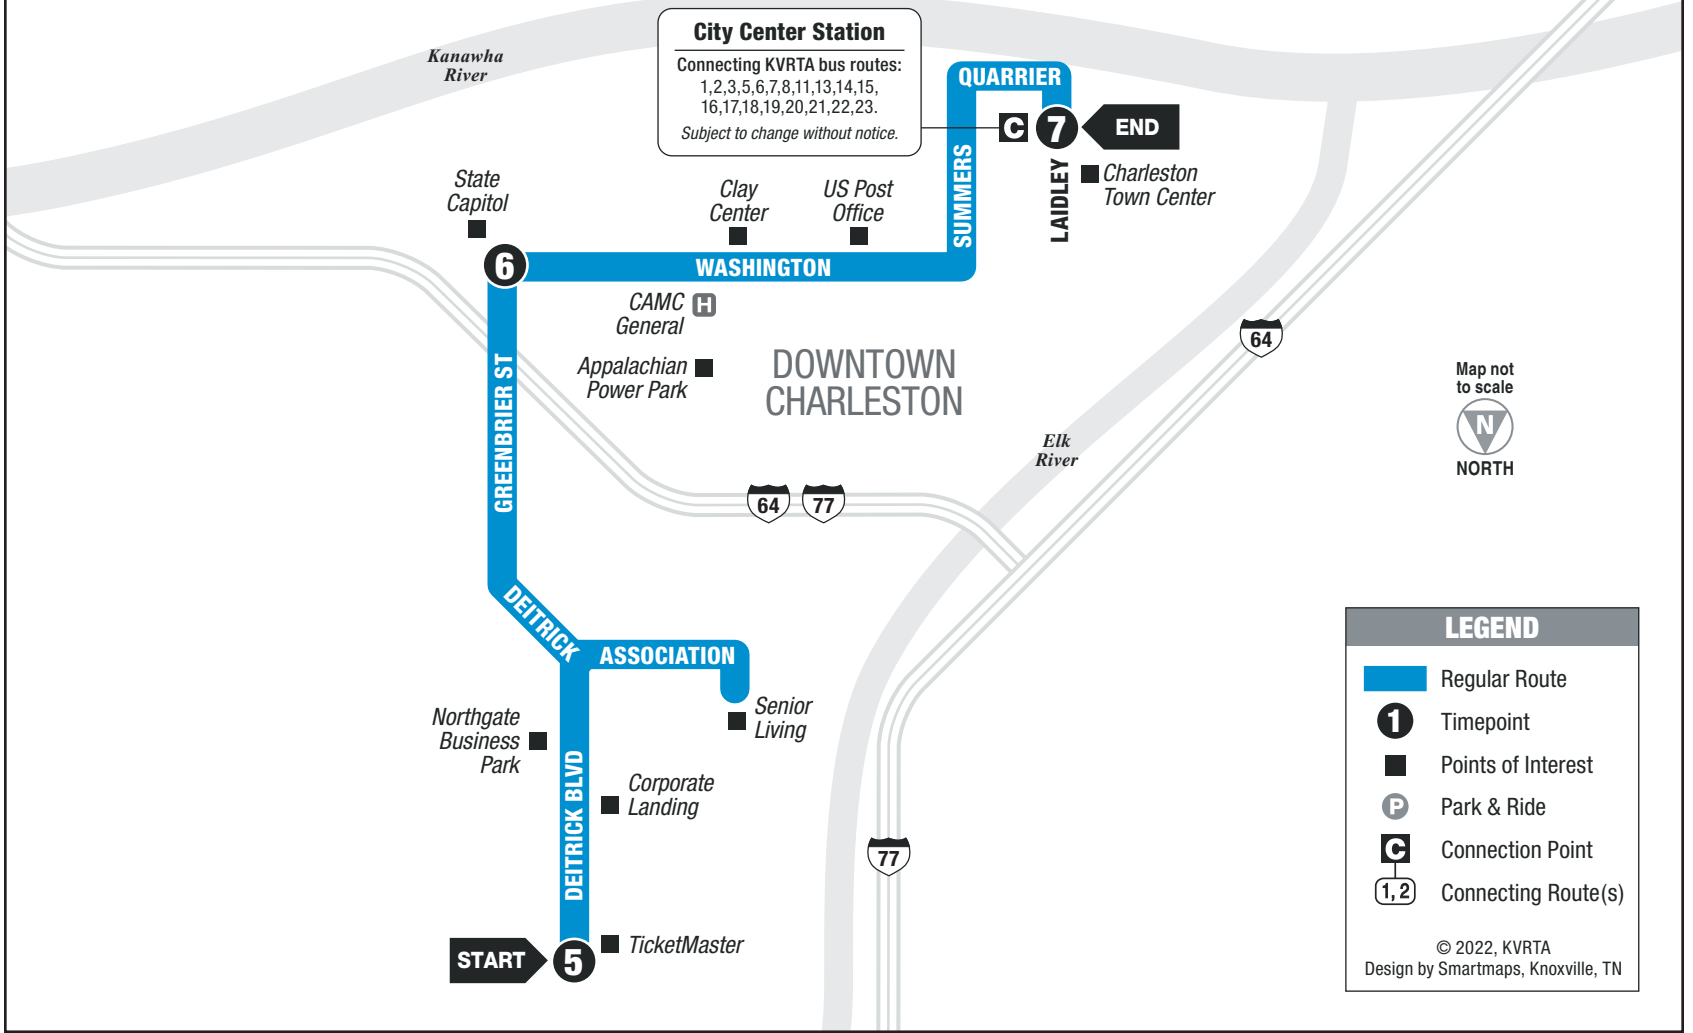 Kanawha
River
City Center Station
Connecting KVRTA bus routes:
1,2,3,5,6,7,8,11,13,14,15,
16,17,18,19,20,21,22,23.
Subject to change without notice.
QUARRIER
C
7
END
SUMMERS
LAIDLEY
Charleston
Town Center
State
Capitol
Clay
Center
US Post
Office
6
WASHINGTON
CAMC
General
H
Appalachian
Power Park
DOWNTOWN
CHARLESTON
GREENBRIER ST
64
Map not
to scale
N
NORTH
Elk
River
64
77
DEITRICK
ASSOCIATION
Senior
Living
Northgate
Business
Park
Corporate
Landing
DEITRICK BLVD
77
START
5
TicketMaster
LEGEND
Regular Route
1
Timepoint
Points of Interest
P
Park & Ride
C
Connection Point
1, 2
Connecting Route(s)
© 2022, KVRTA
Design by Smartmaps, Knoxville, TN